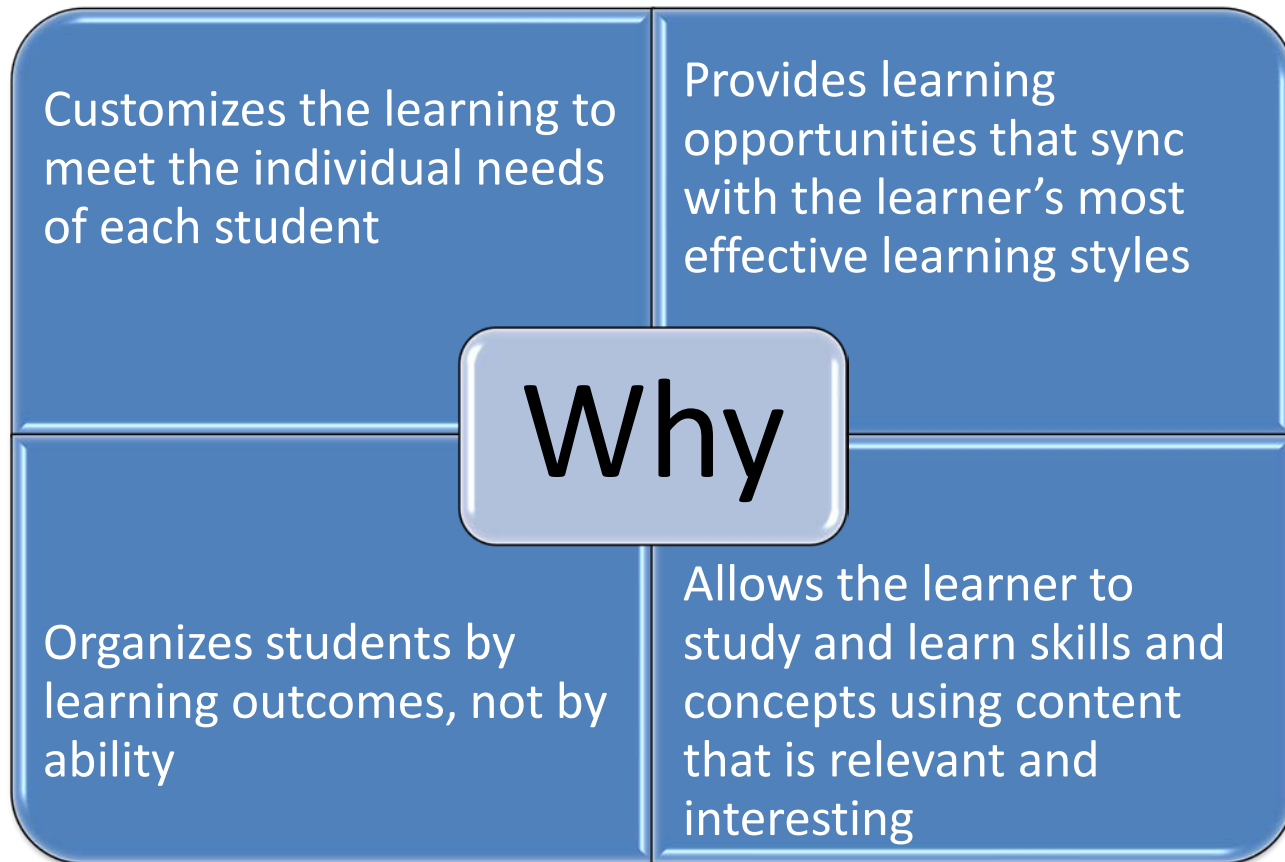 Customizes the learning to
meet the individual needs
of each student
Provides learning
opportunities that sync
with the learner’s most
effective learning styles
Why
Organizes students by
learning outcomes, not by
ability
Allows the learner to
study and learn skills and
concepts using content
that is relevant and
interesting